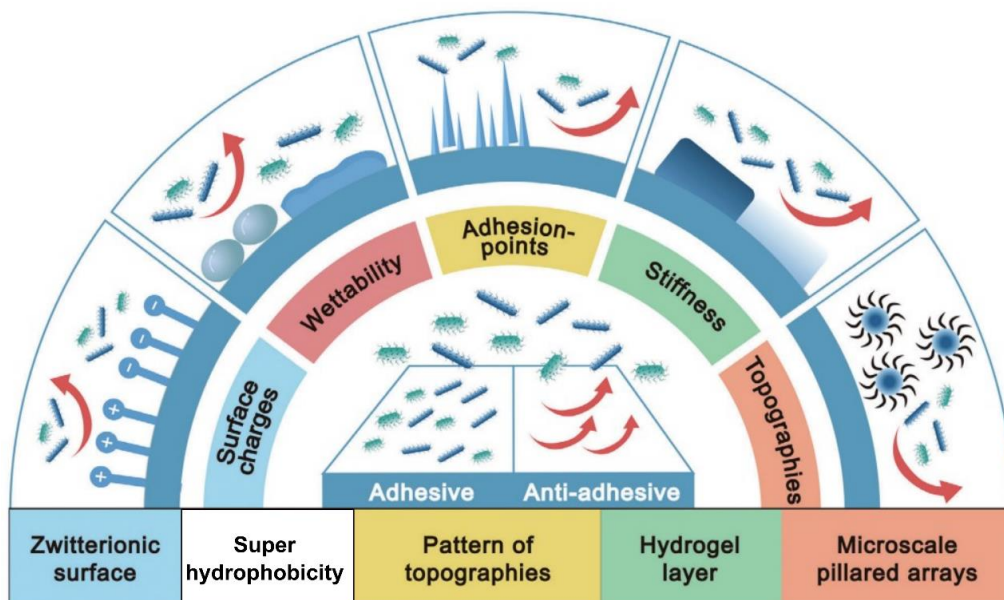 Surface
charges
Wettability
Adhesion-
points
Stiffness
Topographies
Adhesive
Anti-adhesive
Zwitterionic
surface
Super
hydrophobicity
Pattern of
topographies
Hydrogel
layer
Microscale
pillared arrays